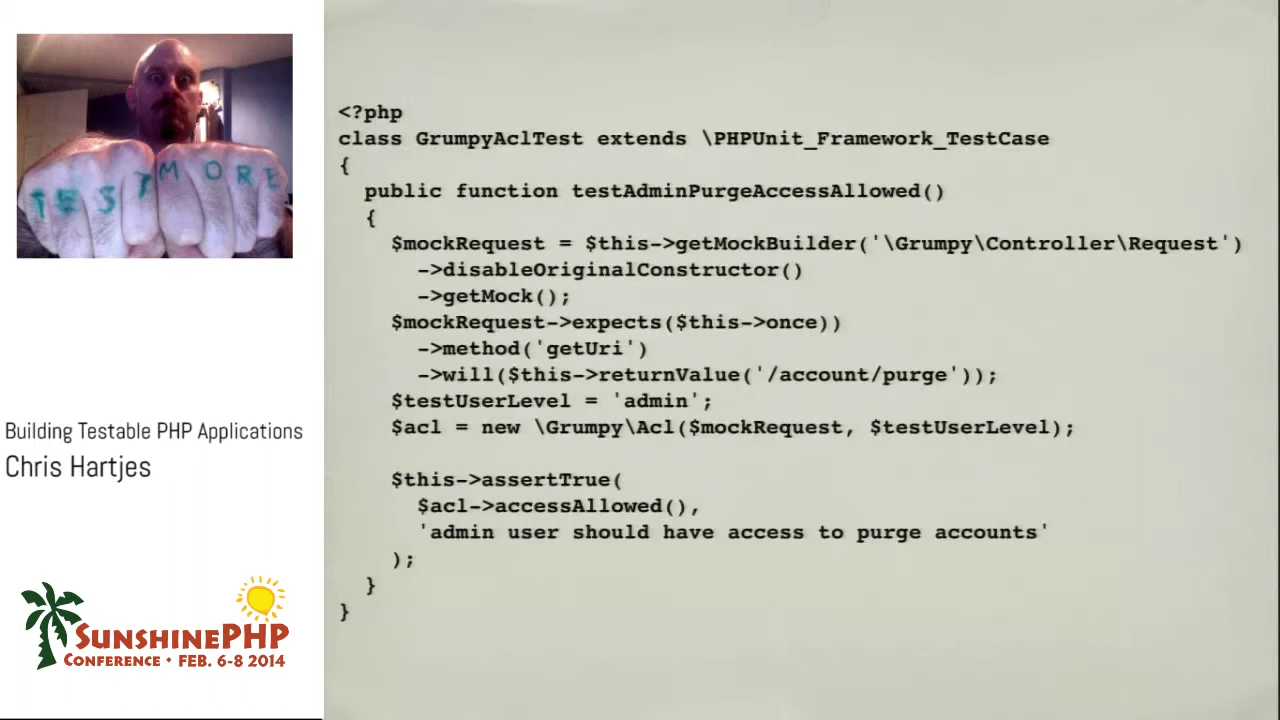 TEST MORE
Building Testable PHP Applications
Chris Hartjes
SUNSHINEPHP
CONFERENCE • FEB. 6-8 2014
<?php
class GrumpyAclTest extends \PHPUnit_Framework_TestCase
{
  public function testAdminPurgeAccessAllowed()
  {
    $mockRequest = $this->getMockBuilder('\Grumpy\Controller\Request')
      ->disableOriginalConstructor()
      ->getMock();
    $mockRequest->expects($this->once))
      ->method('getUri')
      ->will($this->returnValue('/account/purge'));
    $testUserLevel = 'admin';
    $acl = new \Grumpy\Acl($mockRequest, $testUserLevel);
    $this->assertTrue(
      $acl->accessAllowed(),
      'admin user should have access to purge accounts'
    );
  }
}